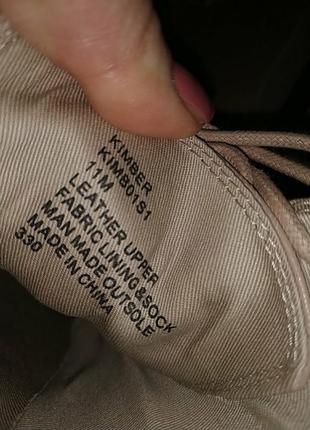 KIMBER
KIMB01S1
11M
LEATHER UPPER
FABRIC LINING&SOCK
MAN MADE OUTSOLE
MADE IN CHINA
330